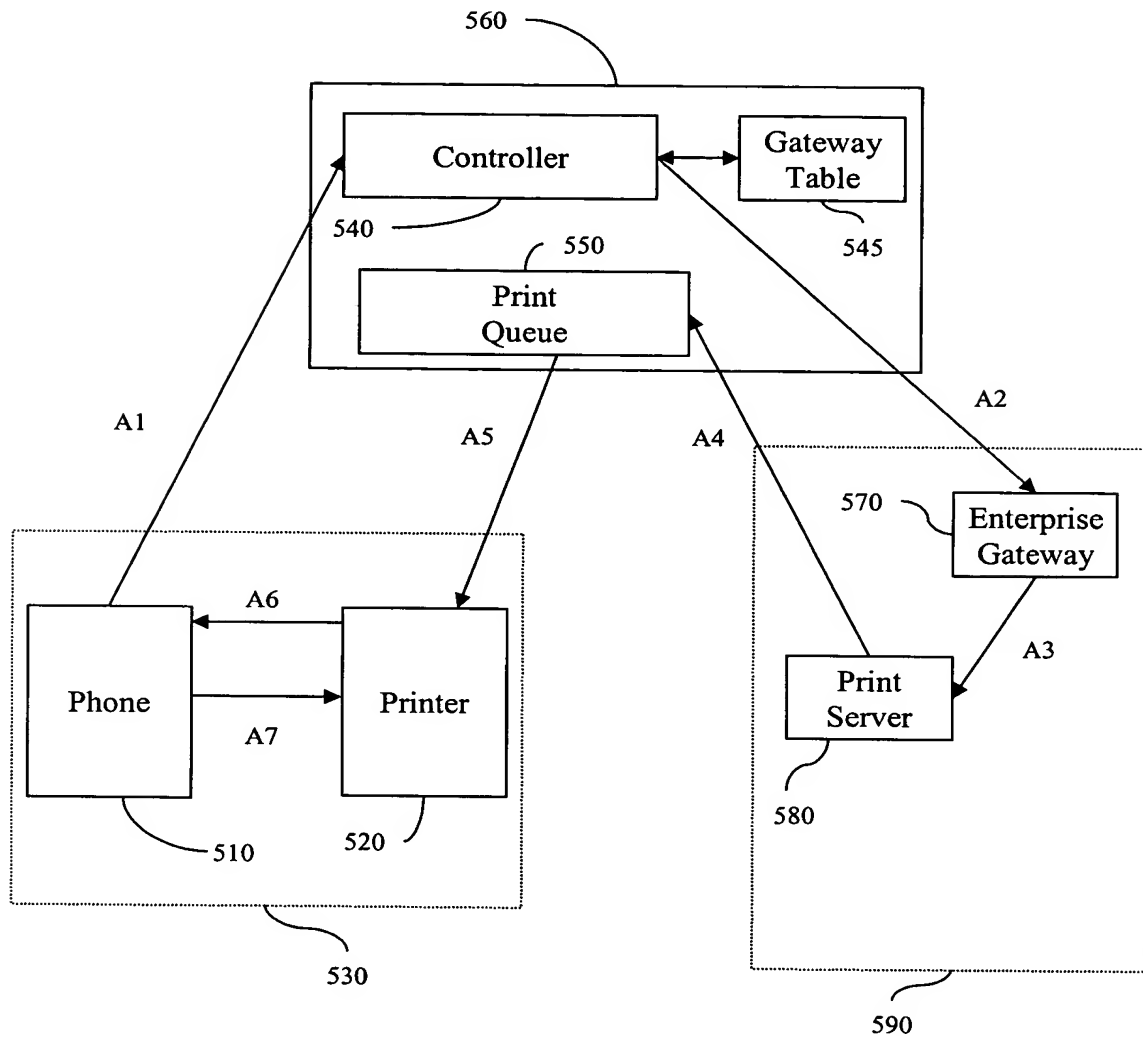 560
Controller
Gateway
Table
540
545
550
Print
Queue
A1
A5
A4
A2
570
Enterprise
Gateway
A6
A3
Phone
Printer
Print
Server
A7
580
510
520
530
590